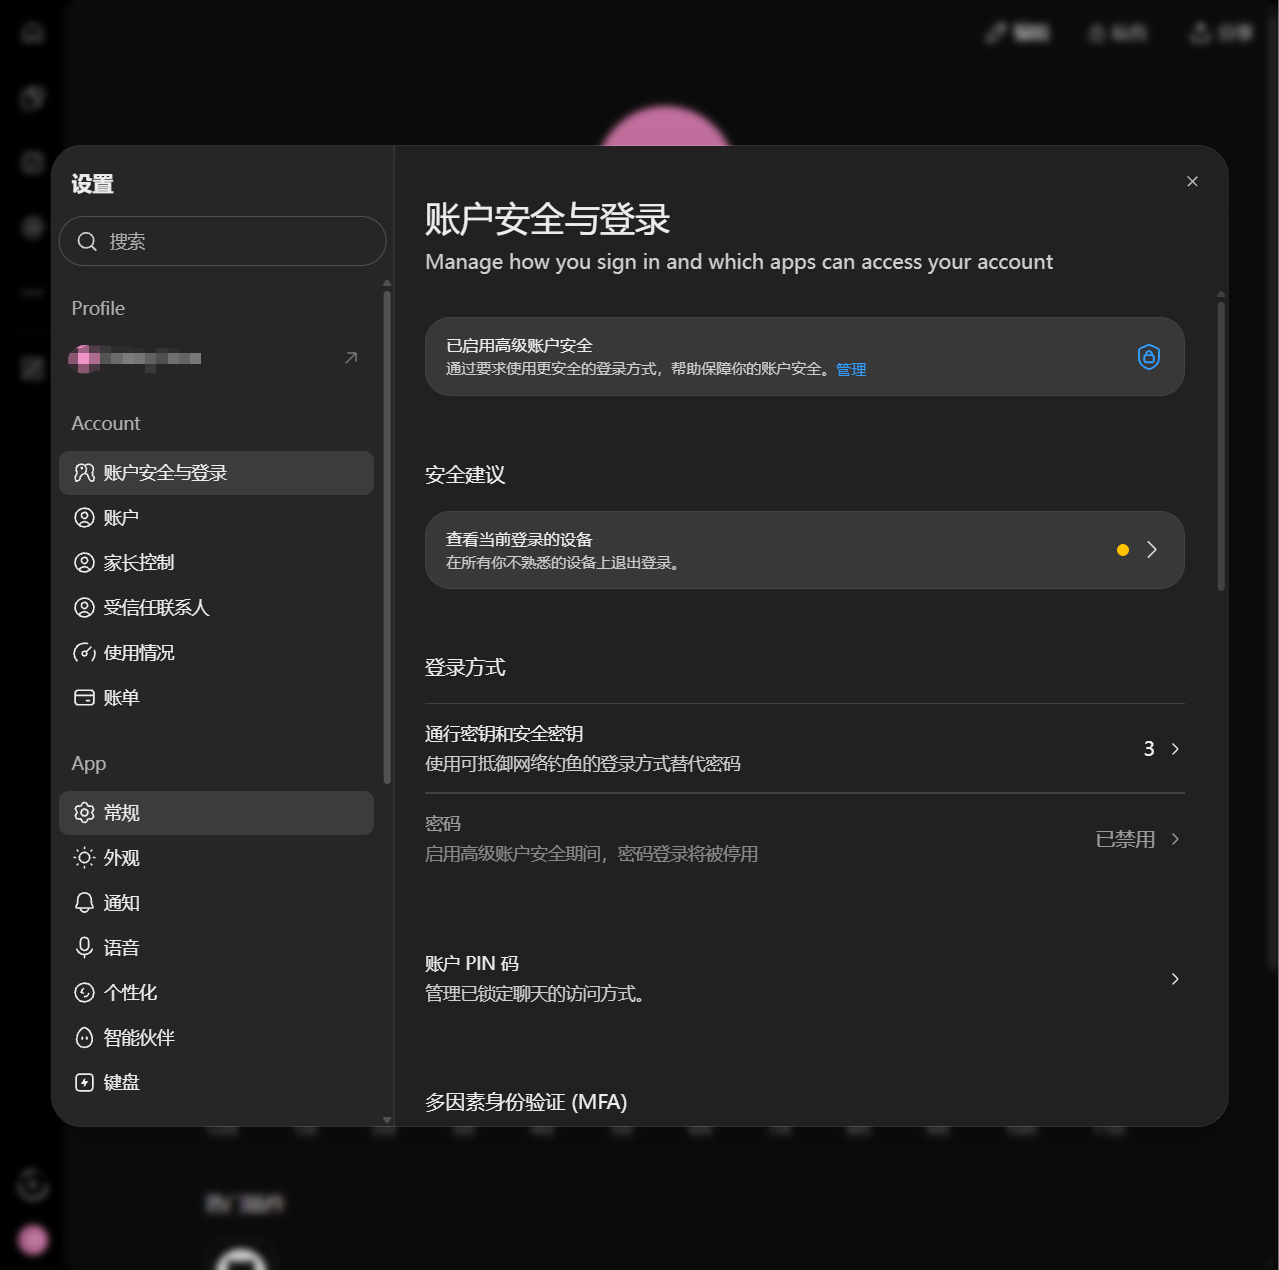 设置
搜索
Profile
Account
账户安全与登录
账户
家长控制
受信任联系人
使用情况
账单
App
常规
外观
通知
语音
个性化
智能伙伴
键盘
账户安全与登录
Manage how you sign in and which apps can access your account
已启用高级账户安全
通过要求使用更安全的登录方式，帮助保障你的账户安全。管理
安全建议
查看当前登录的设备
在所有你不熟悉的设备上退出登录。
登录方式
通行密钥和安全密钥
使用可抵御网络钓鱼的登录方式替代密码
3
密码
启用高级账户安全期间，密码登录将被停用
已禁用
账户 PIN 码
管理已锁定聊天的访问方式。
多因素身份验证 (MFA)